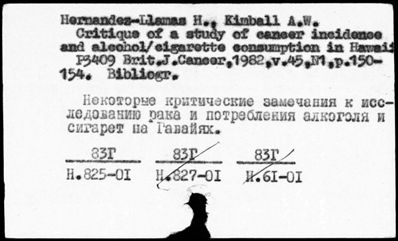 Hernandez-Llamas H., Kimball A.W.
Critique of a study of cancer incidence
and alcohol/cigarette consumption in Hawaii
P3409 Brit.J.Cancer,1982,v.45,N1,p.150-
154. Bibliogr.
Некоторые критические замечания к исс-
ледованию рака и потребления алкоголя и
сигарет на Гавайях.
83Г 83Г 83Г
Н.825-01 Н.827-01 Н.61-01